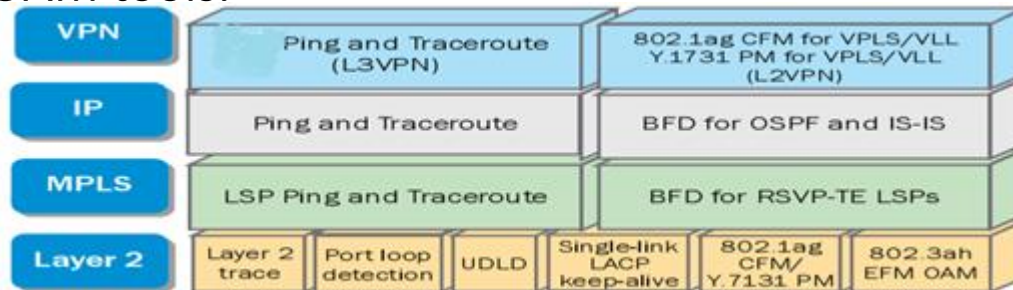 VPN
Ping and Traceroute
(L3VPN)
802.1ag CFM for VPLS/VLL
Y.1731 PM for VPLS/VLL
(L2VPN)
IP
Ping and Traceroute
BFD for OSPF and IS-IS
MPLS
LSP Ping and Traceroute
BFD for RSVP-TE LSPs
Layer 2
Layer 2
trace
Port loop
detection
UDLD
Single-link
LACP
keep-alive
802.1ag
CFM/
Y.7131 PM
802.3ah
EFM OAM